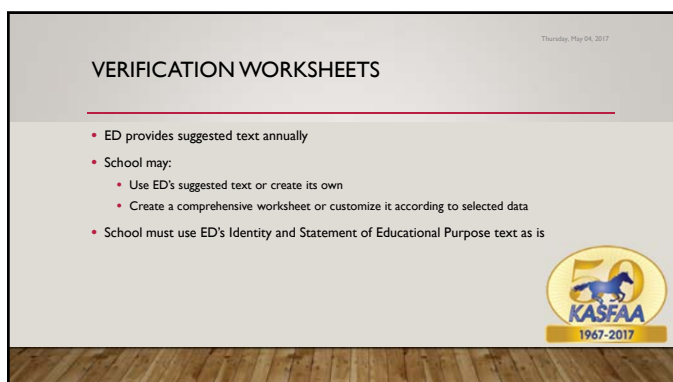 Thursday, May 04, 2017
VERIFICATION WORKSHEETS
• ED provides suggested text annually
• School may:
• Use ED's suggested text or create its own
• Create a comprehensive worksheet or customize it according to selected data
• School must use ED's Identity and Statement of Educational Purpose text as is
50
KASFAA
1967-2017